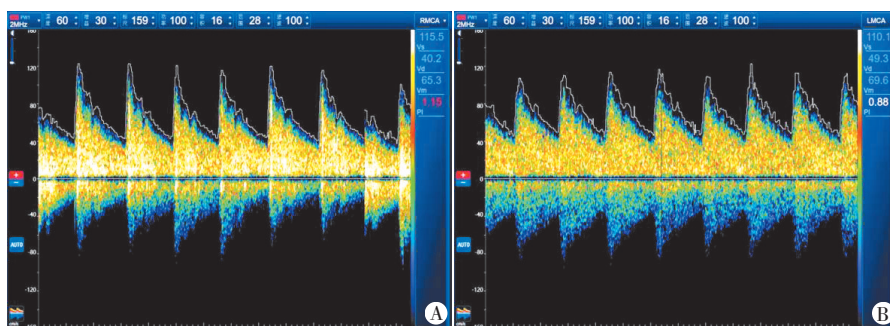 PW1
2MHz
60
30
159
100
16
28
100
RMCA
160
120
80
40
0
-40
-80
-120
+
−
AUTO
115.5
Vs
40.2
Vd
65.3
Vm
1.15
PI
A
PW1
2MHz
60
30
159
100
16
28
100
LMCA
160
120
80
40
0
-40
-80
-120
+
−
AUTO
110.1
Vs
49.3
Vd
69.6
Vm
0.88
PI
B